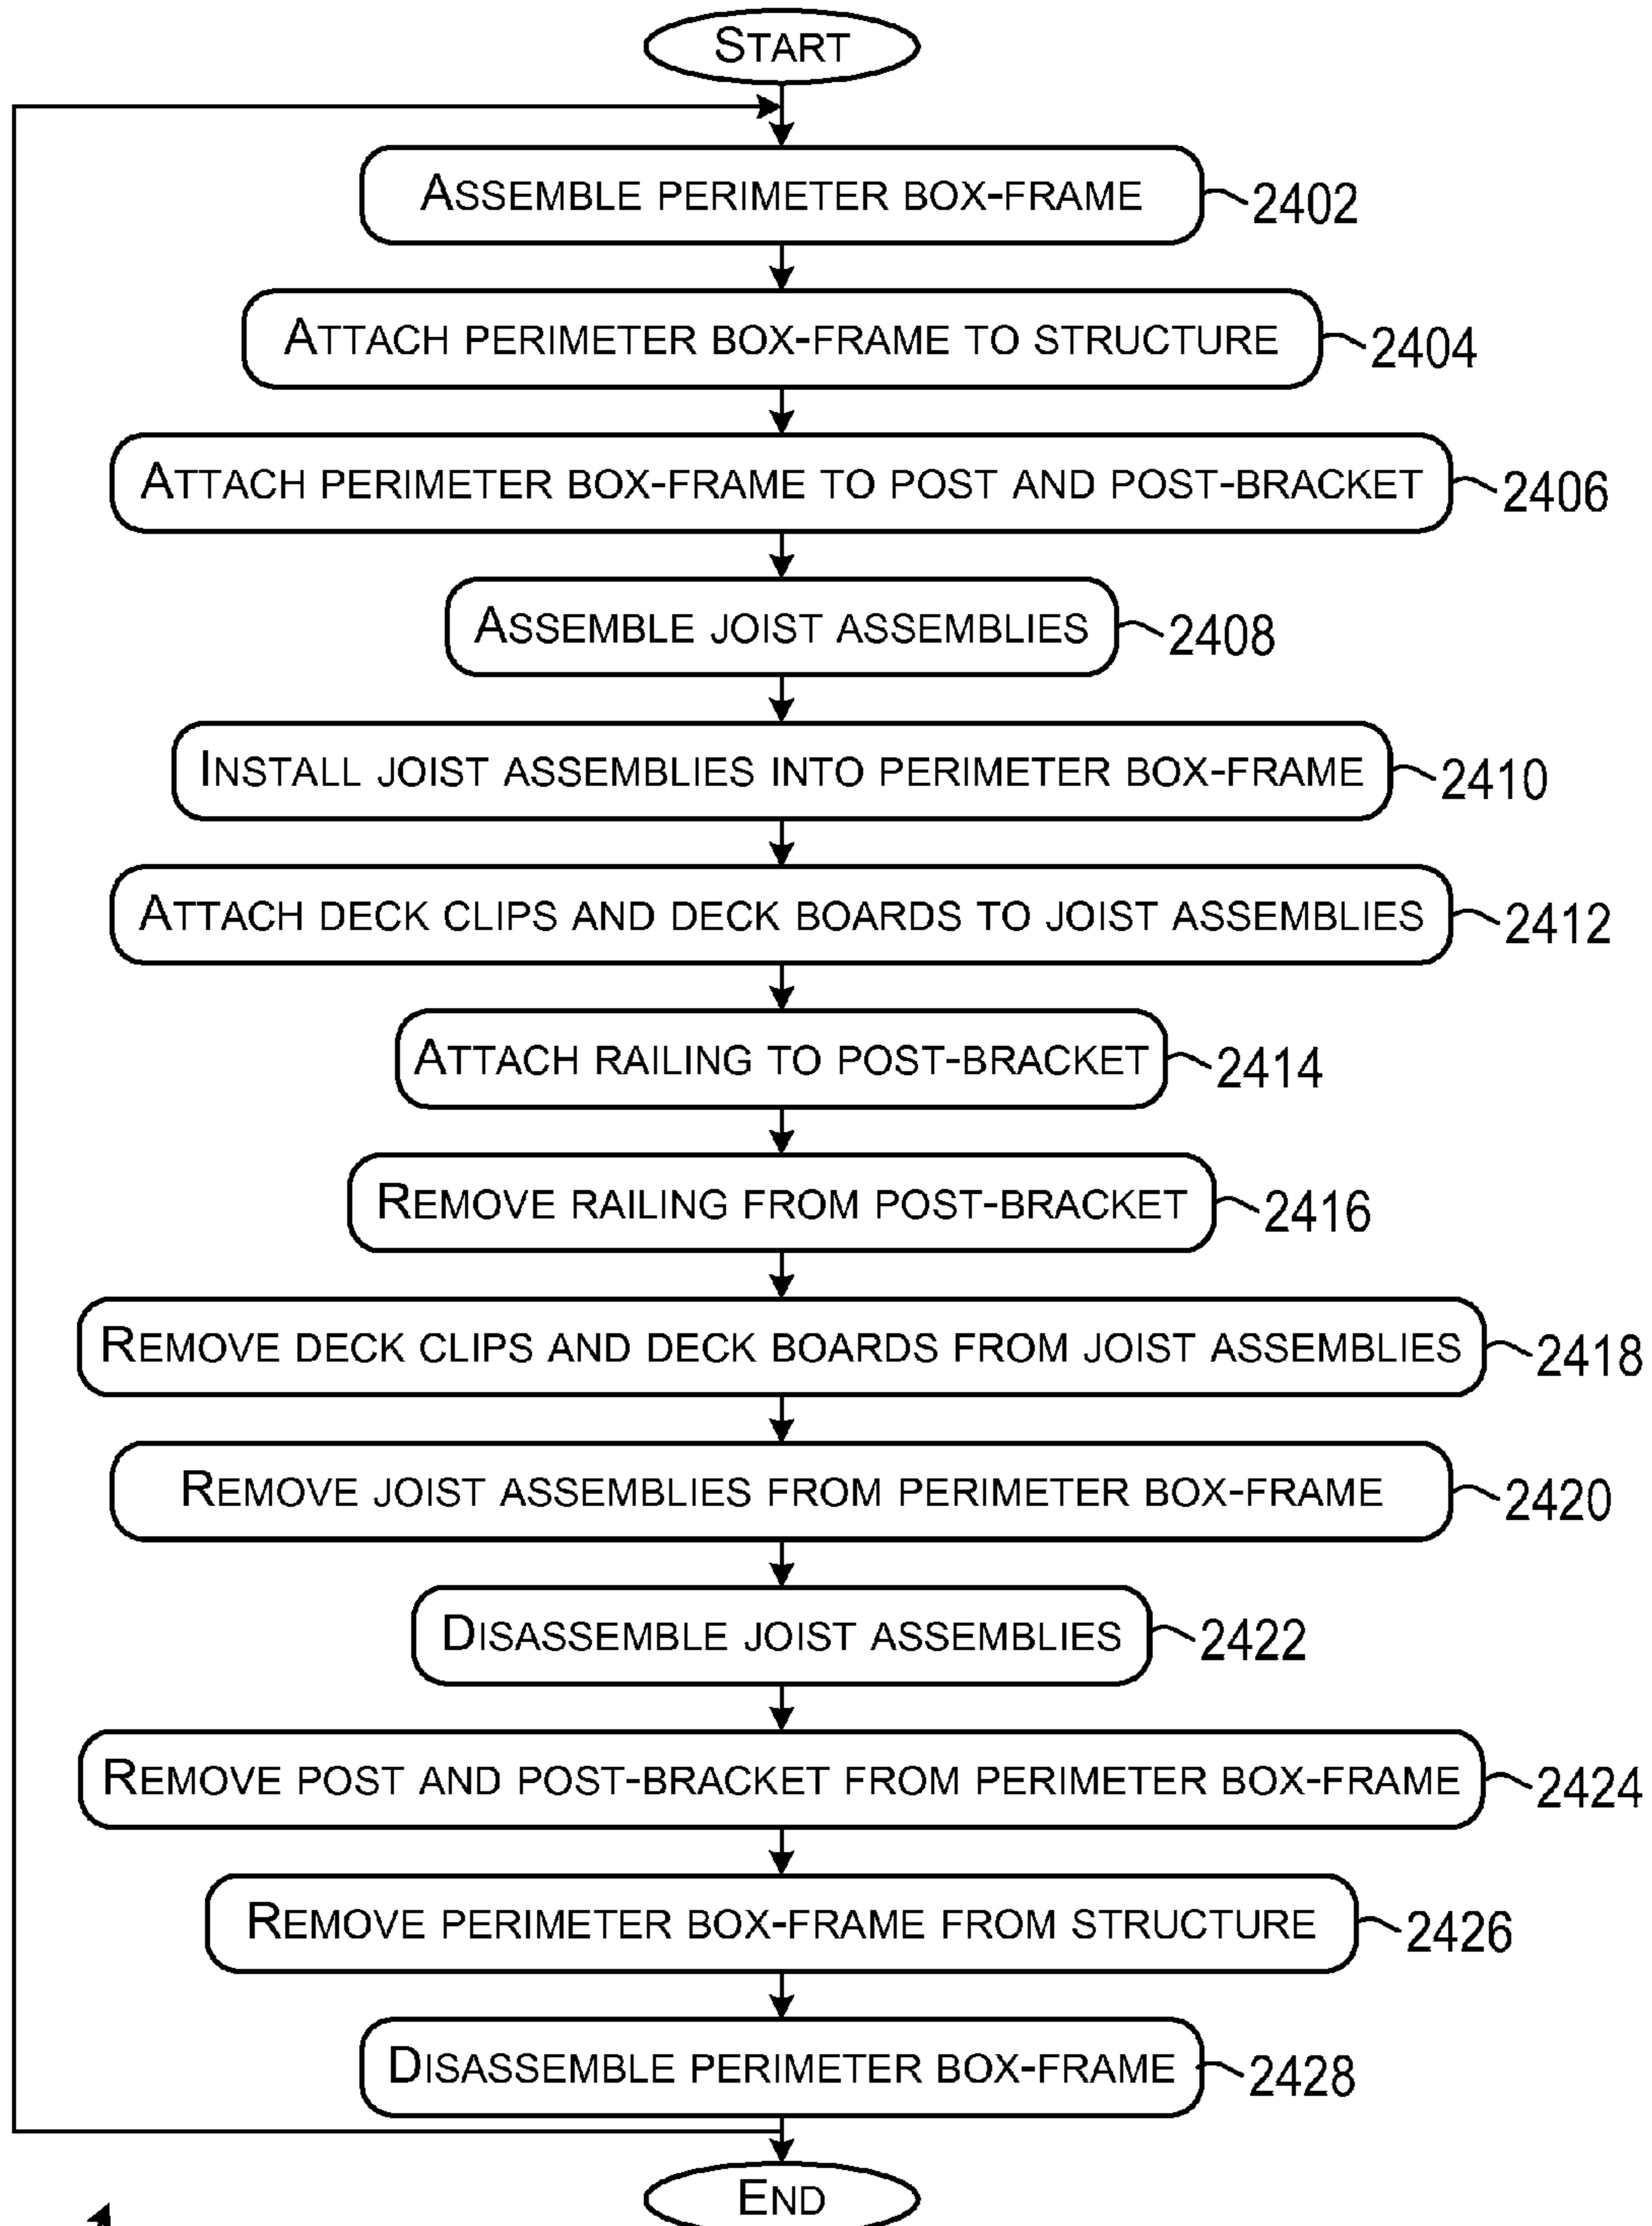 START
ASSEMBLE PERIMETER BOX-FRAME 2402
ATTACH PERIMETER BOX-FRAME TO STRUCTURE 2404
ATTACH PERIMETER BOX-FRAME TO POST AND POST-BRACKET 2406
ASSEMBLE JOIST ASSEMBLIES 2408
INSTALL JOIST ASSEMBLIES INTO PERIMETER BOX-FRAME 2410
ATTACH DECK CLIPS AND DECK BOARDS TO JOIST ASSEMBLIES 2412
ATTACH RAILING TO POST-BRACKET 2414
REMOVE RAILING FROM POST-BRACKET 2416
REMOVE DECK CLIPS AND DECK BOARDS FROM JOIST ASSEMBLIES 2418
REMOVE JOIST ASSEMBLIES FROM PERIMETER BOX-FRAME 2420
DISASSEMBLE JOIST ASSEMBLIES 2422
REMOVE POST AND POST-BRACKET FROM PERIMETER BOX-FRAME 2424
REMOVE PERIMETER BOX-FRAME FROM STRUCTURE 2426
DISASSEMBLE PERIMETER BOX-FRAME 2428
END